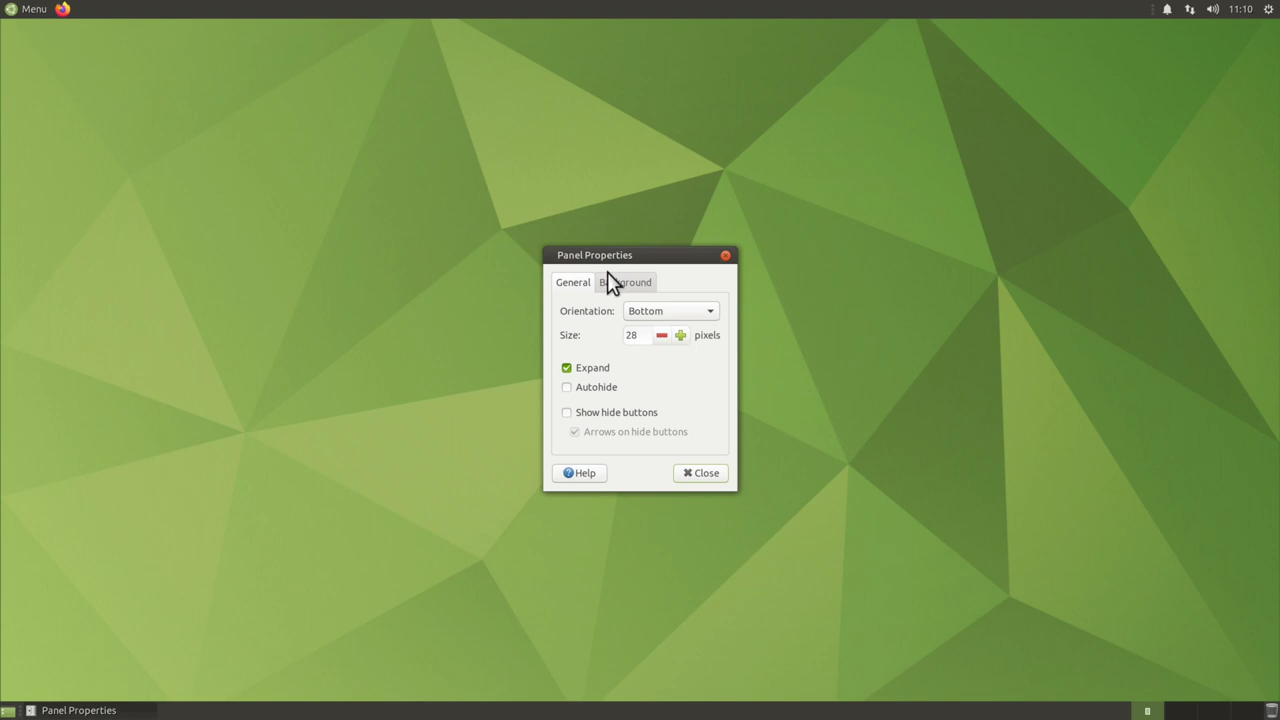 Menu 11:10
Panel Properties
General Background
Orientation: Bottom
Size: 28 pixels
Expand
Autohide
Show hide buttons
Arrows on hide buttons
Help Close
Panel Properties